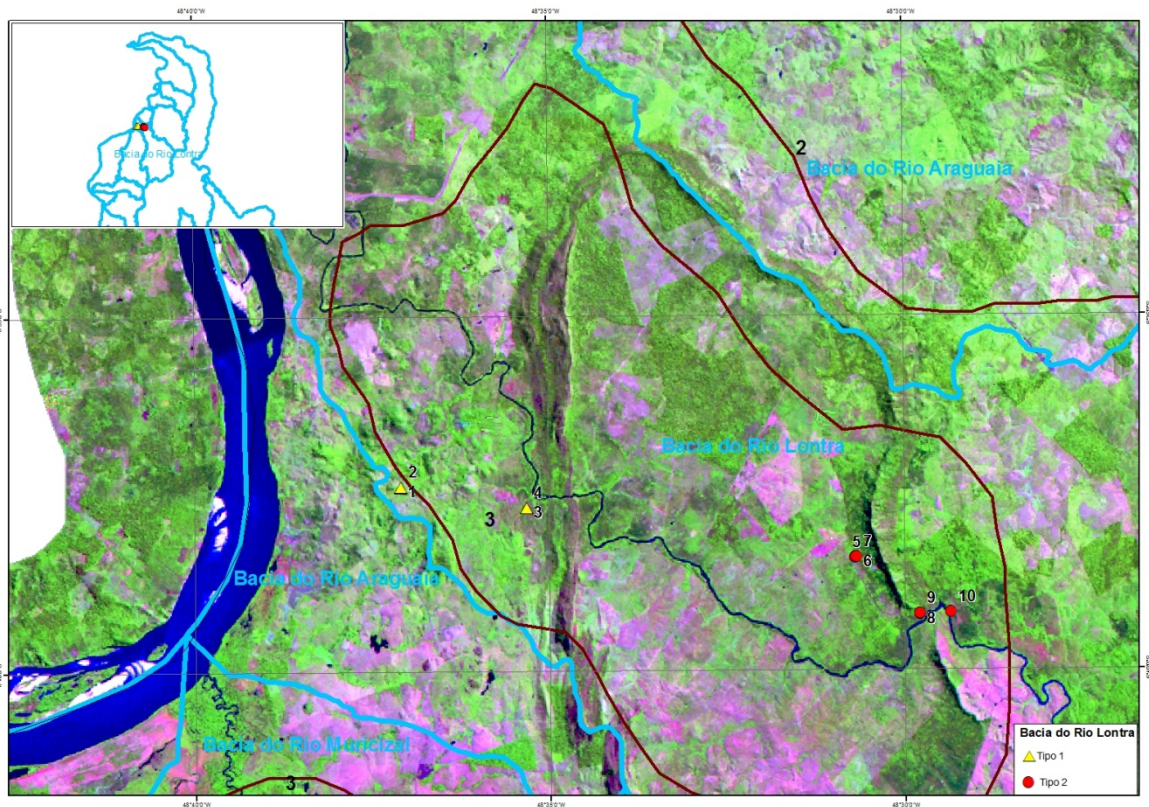 48°40'0"W
48°35'0"W
48°30'0"W
Bacia do Rio Lontra
2
Bacia do Rio Araguaia
Bacia do Rio Lontra
2
1
4
3
3
5 7
6
Bacia do Rio Araguaia
9
10
8
Bacia do Rio Muricizal
3
Bacia do Rio Lontra
Tipo 1
Tipo 2
48°40'0"W
48°35'0"W
48°30'0"W